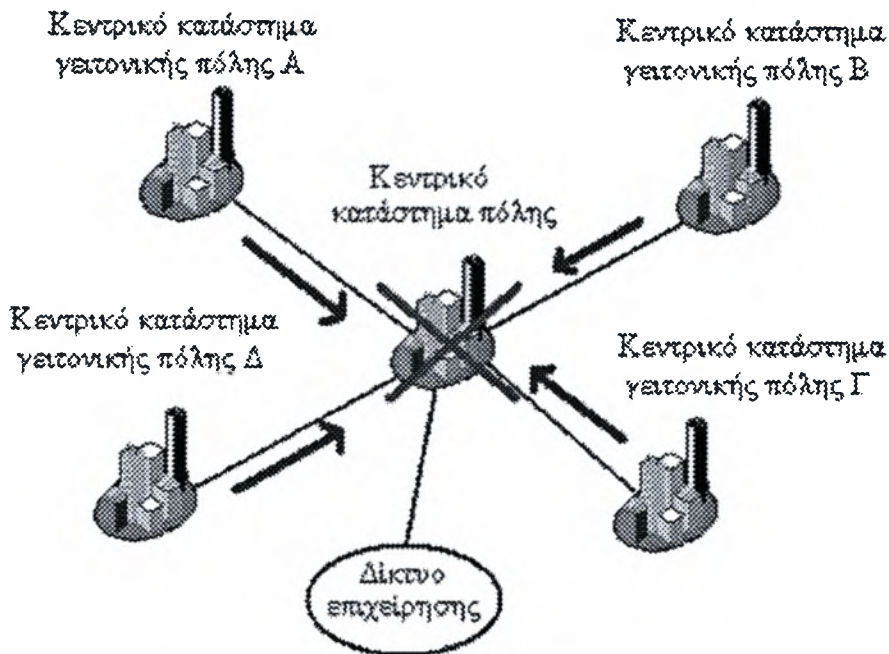 Κεντρικό κατάστημα
γειτονικής πόλης Α
Κεντρικό κατάστημα
γειτονικής πόλης Β
Κεντρικό
κατάστημα πόλης
Κεντρικό κατάστημα
γειτονικής πόλης Δ
Κεντρικό κατάστημα
γειτονικής πόλης Γ
Δίκτυο
επιχείρησης